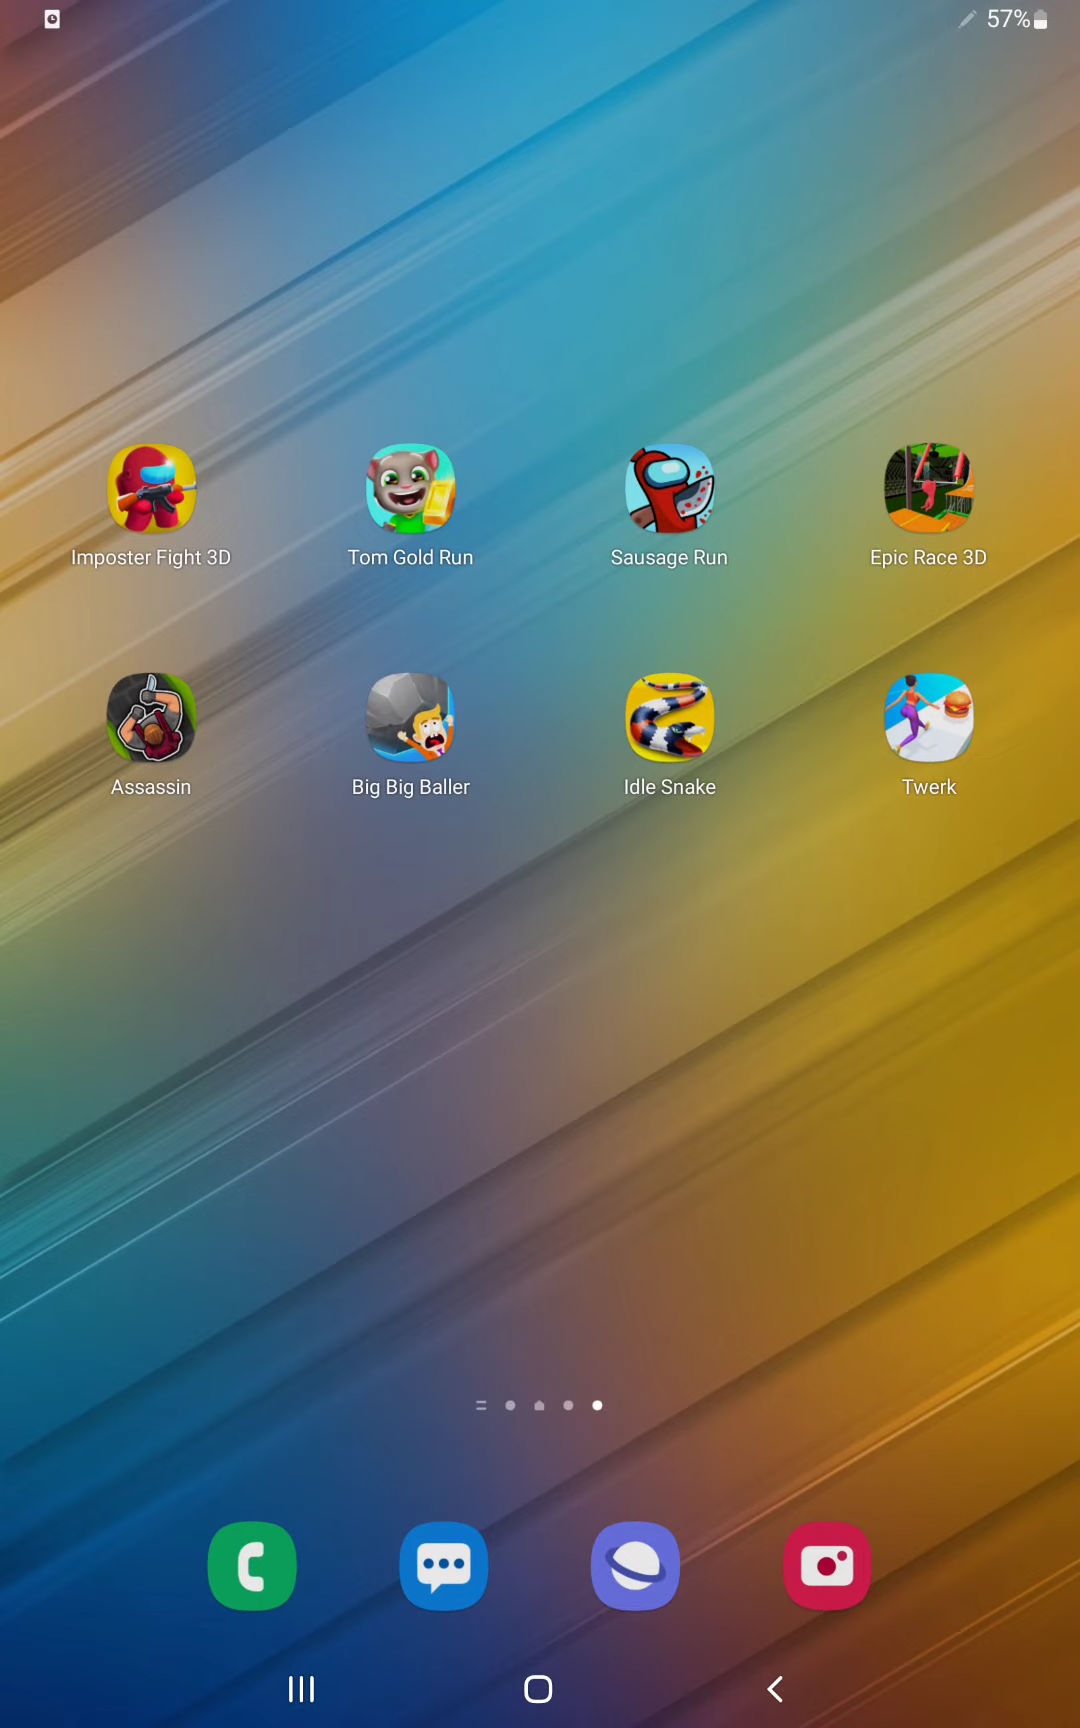 57%
Imposter Fight 3D
Tom Gold Run
Sausage Run
Epic Race 3D
Assassin
Big Big Baller
Idle Snake
Twerk